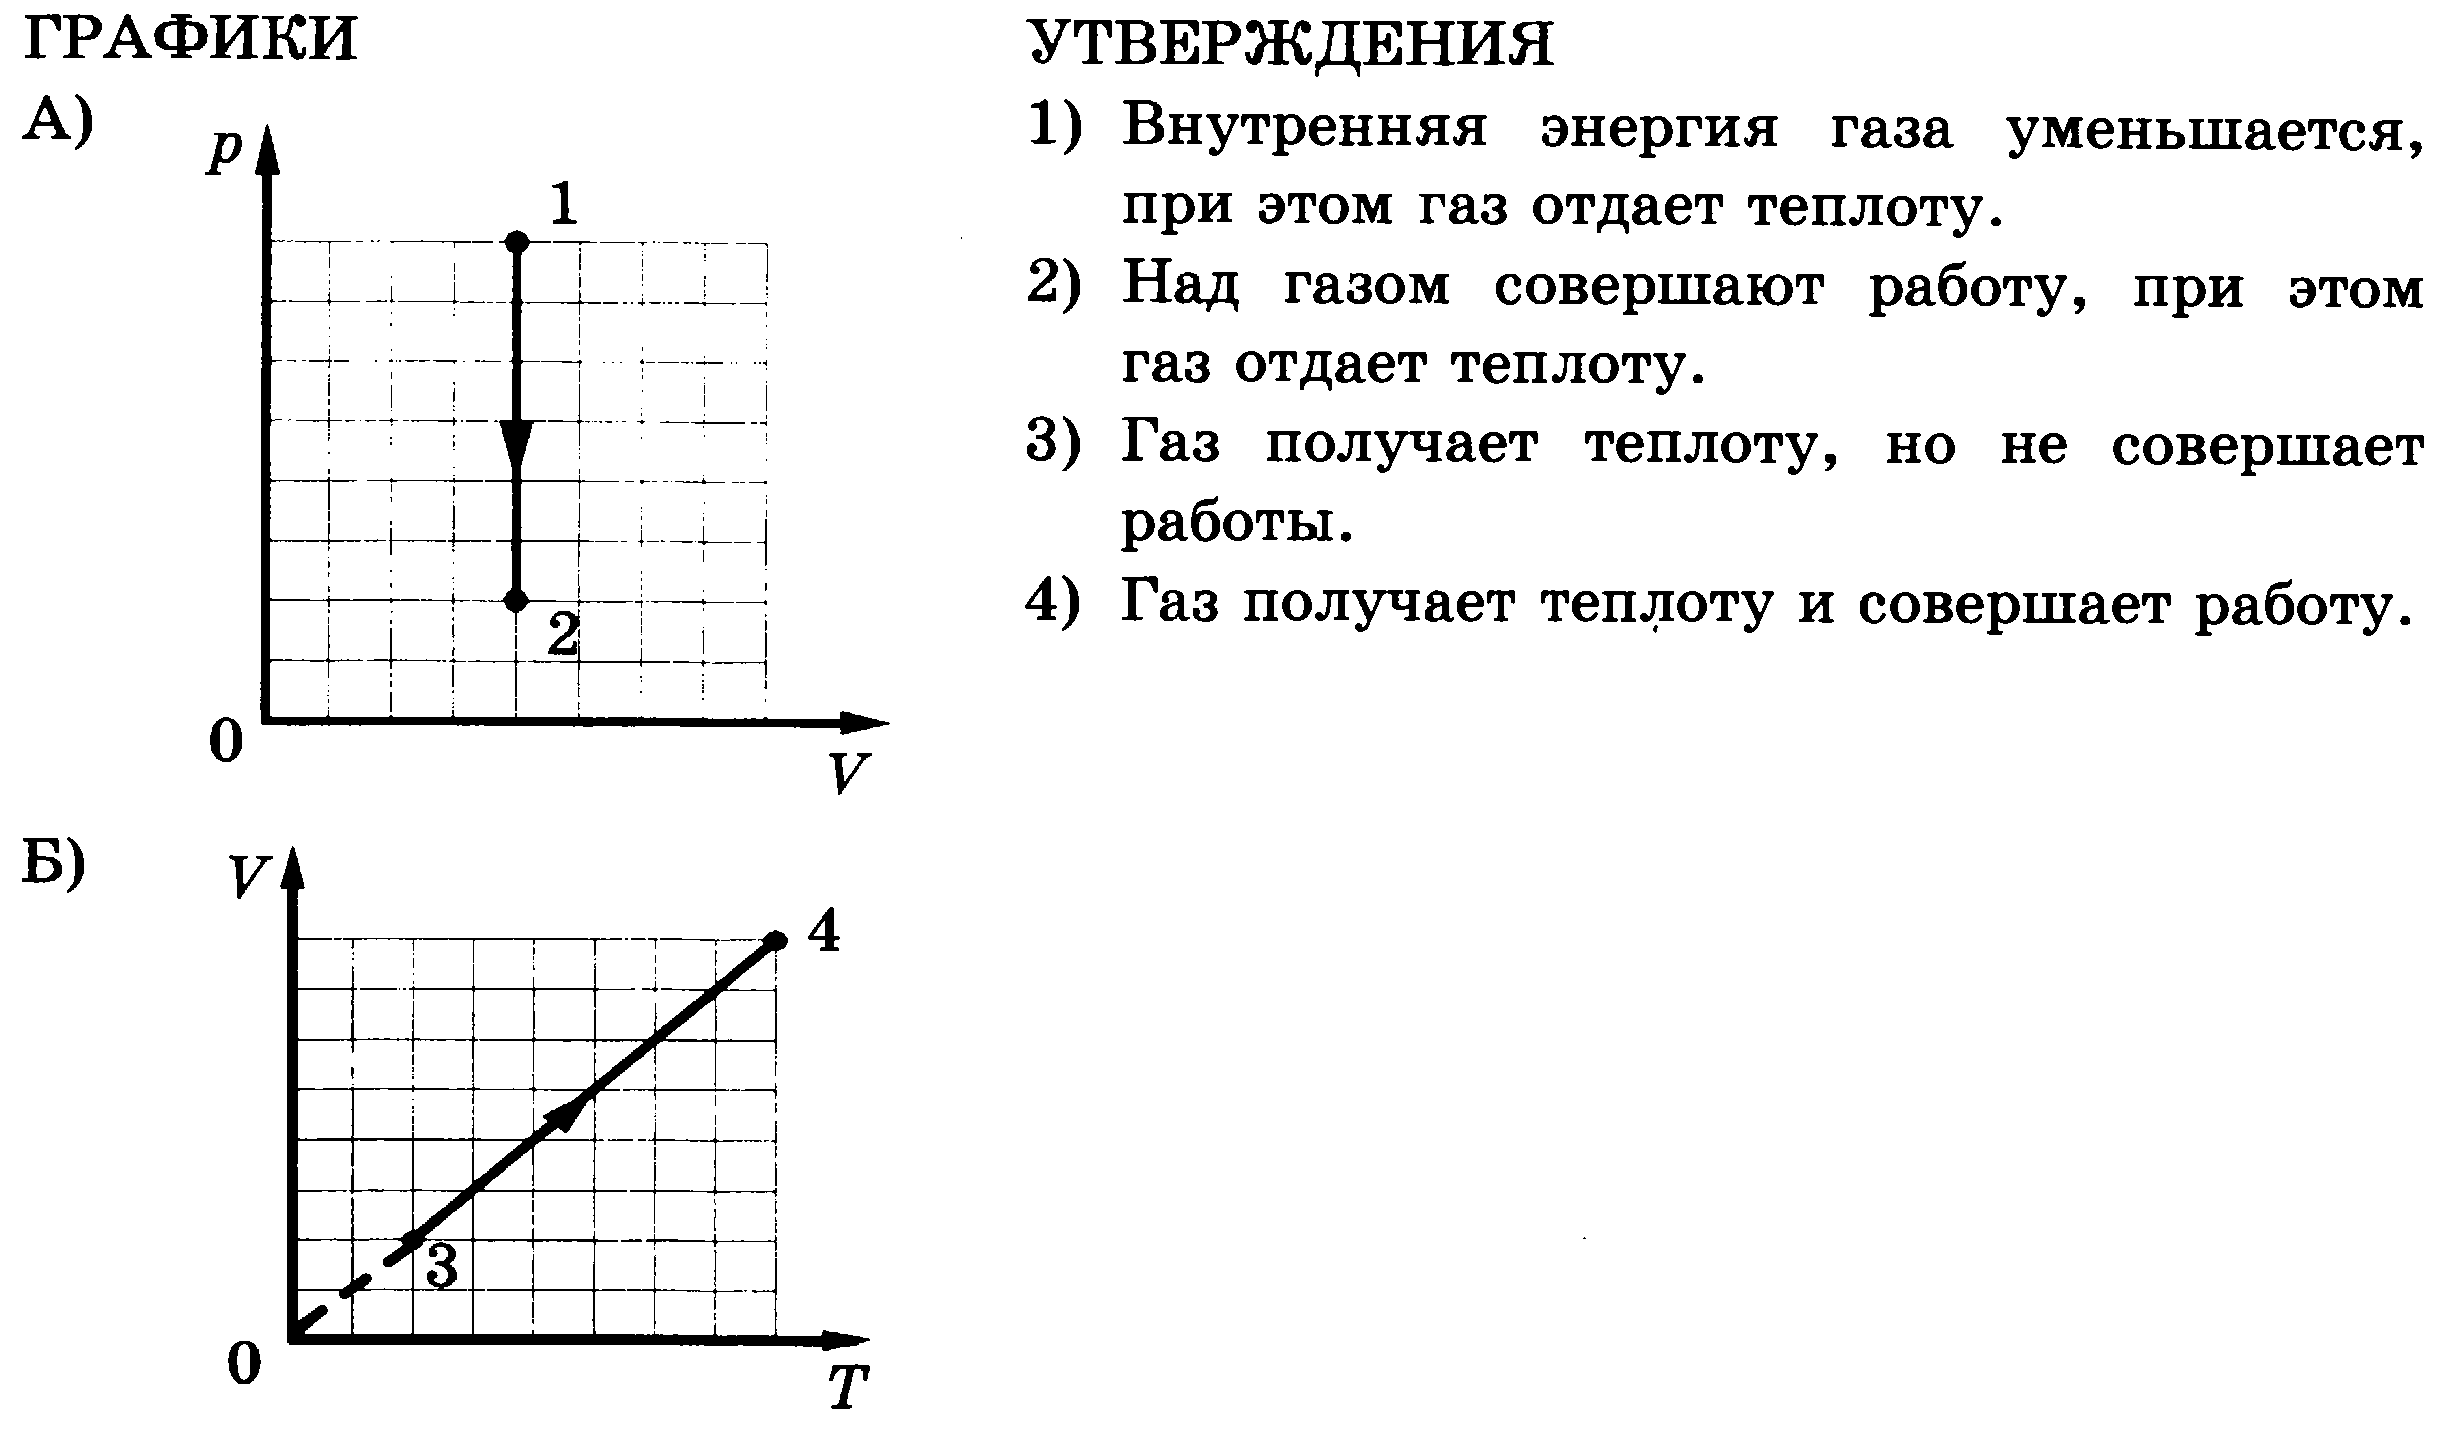 ГРАФИКИ
А)
p
1
2
0
V
Б)
V
4
3
0
T
УТВЕРЖДЕНИЯ
1) Внутренняя энергия газа уменьшается,
при этом газ отдает теплоту.
2) Над газом совершают работу, при этом
газ отдает теплоту.
3) Газ получает теплоту, но не совершает
работы.
4) Газ получает теплоту и совершает работу.